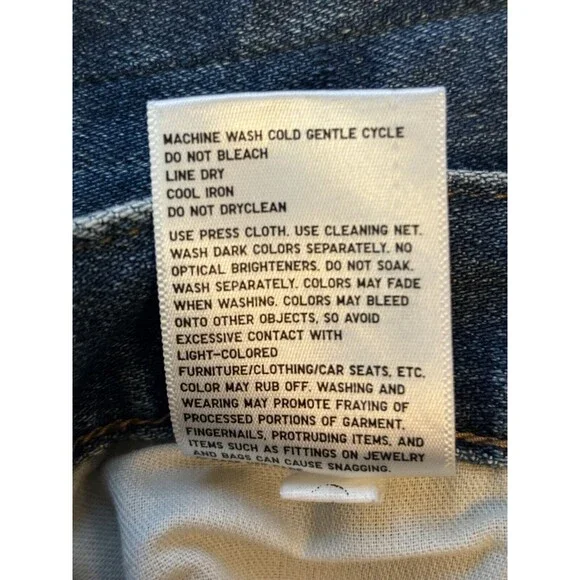 MACHINE WASH COLD GENTLE CYCLE
DO NOT BLEACH
LINE DRY
COOL IRON
DO NOT DRYCLEAN
USE PRESS CLOTH. USE CLEANING NET.
WASH DARK COLORS SEPARATELY. NO
OPTICAL BRIGHTENERS. DO NOT SOAK.
WASH SEPARATELY. COLORS MAY FADE
WHEN WASHING. COLORS MAY BLEED
ONTO OTHER OBJECTS, SO AVOID
EXCESSIVE CONTACT WITH
LIGHT-COLORED
FURNITURE/CLOTHING/CAR SEATS, ETC.
COLOR MAY RUB OFF. WASHING AND
WEARING MAY PROMOTE FRAYING OF
PROCESSED PORTIONS OF GARMENT.
FINGERNAILS, PROTRUDING ITEMS, AND
ITEMS SUCH AS FITTINGS ON JEWELRY
AND BAGS CAN CAUSE SNAGGING.